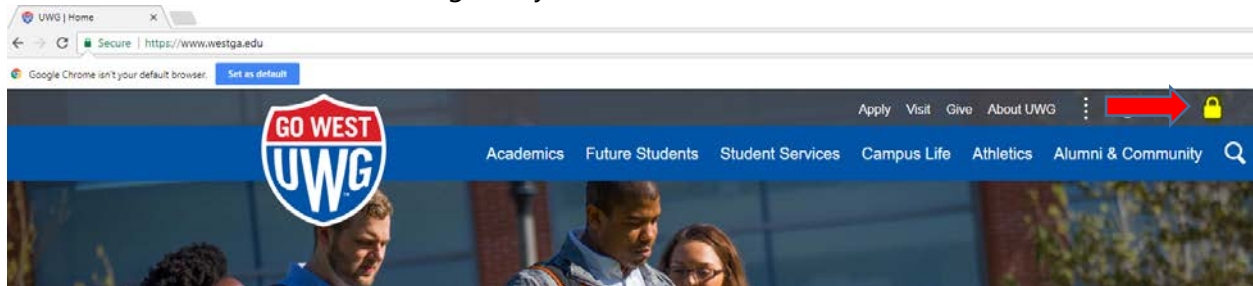 UWG | Home
Secure | https://www.westga.edu
Google Chrome isn't your default browser. Set as default
Apply Visit Give About UWG
GO WEST
UWG
Academics Future Students Student Services Campus Life Athletics Alumni & Community